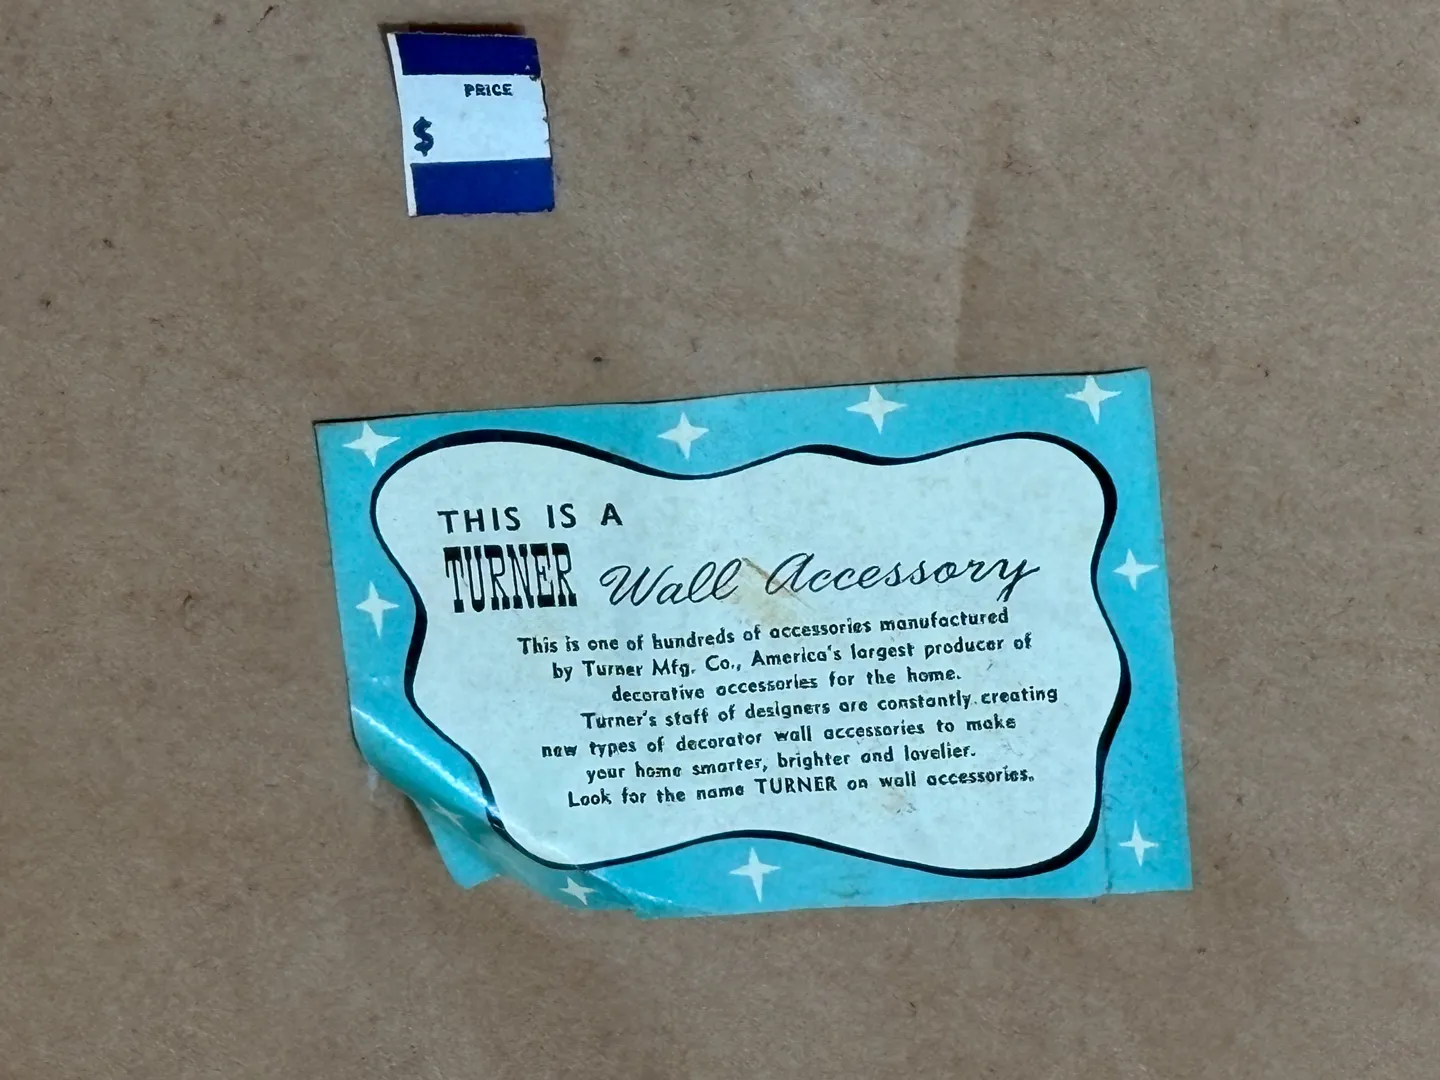 PRICE
$
THIS IS A
TURNER Wall Accessory
This is one of hundreds of accessories manufactured
by Turner Mfg. Co., America's largest producer of
decorative accessories for the home.
Turner's staff of designers are constantly creating
new types of decorator wall accessories to make
your home smarter, brighter and lovelier.
Look for the name TURNER on wall accessories.